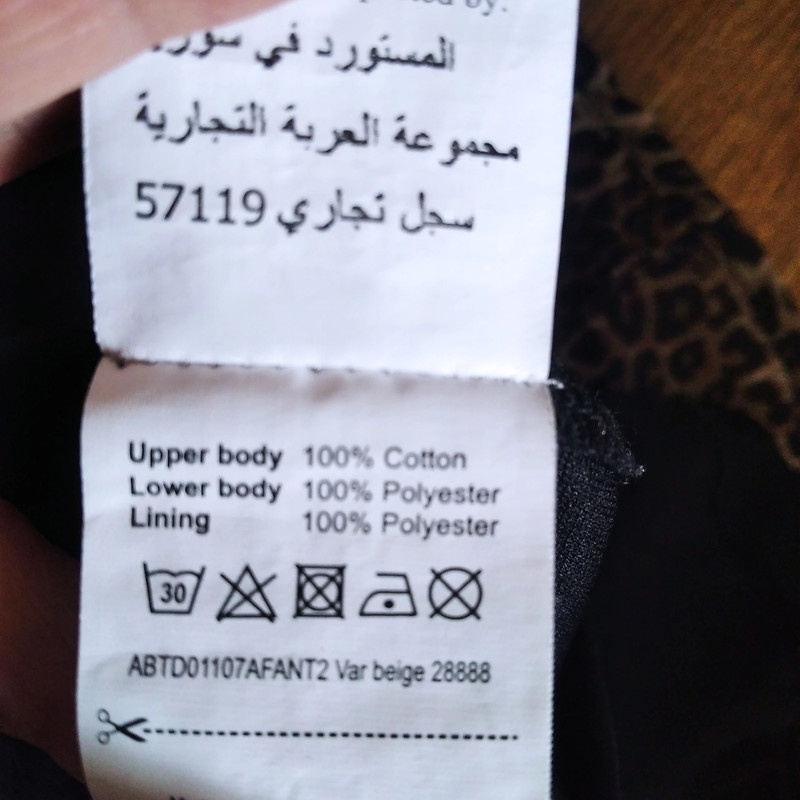 by:
المستورد في
مجموعة العربة التجارية
سجل تجاري 57119
Upper body 100% Cotton
Lower body 100% Polyester
Lining 100% Polyester
30
ABTD01107AFANT2 Var beige 28888